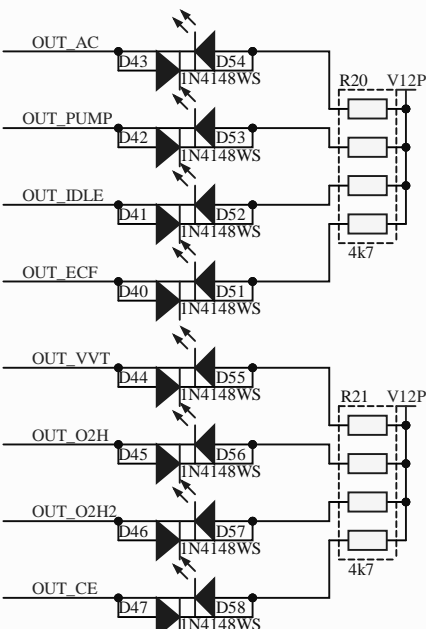 OUT_AC
D43 D54
1N4148WS
R20 V12P
OUT_PUMP
D42 D53
1N4148WS
OUT_IDLE
D41 D52
1N4148WS
4k7
OUT_ECF
D40 D51
1N4148WS
OUT_VVT
D44 D55
1N4148WS
R21 V12P
OUT_O2H
D45 D56
1N4148WS
OUT_O2H2
D46 D57
1N4148WS
4k7
OUT_CE
D47 D58
1N4148WS